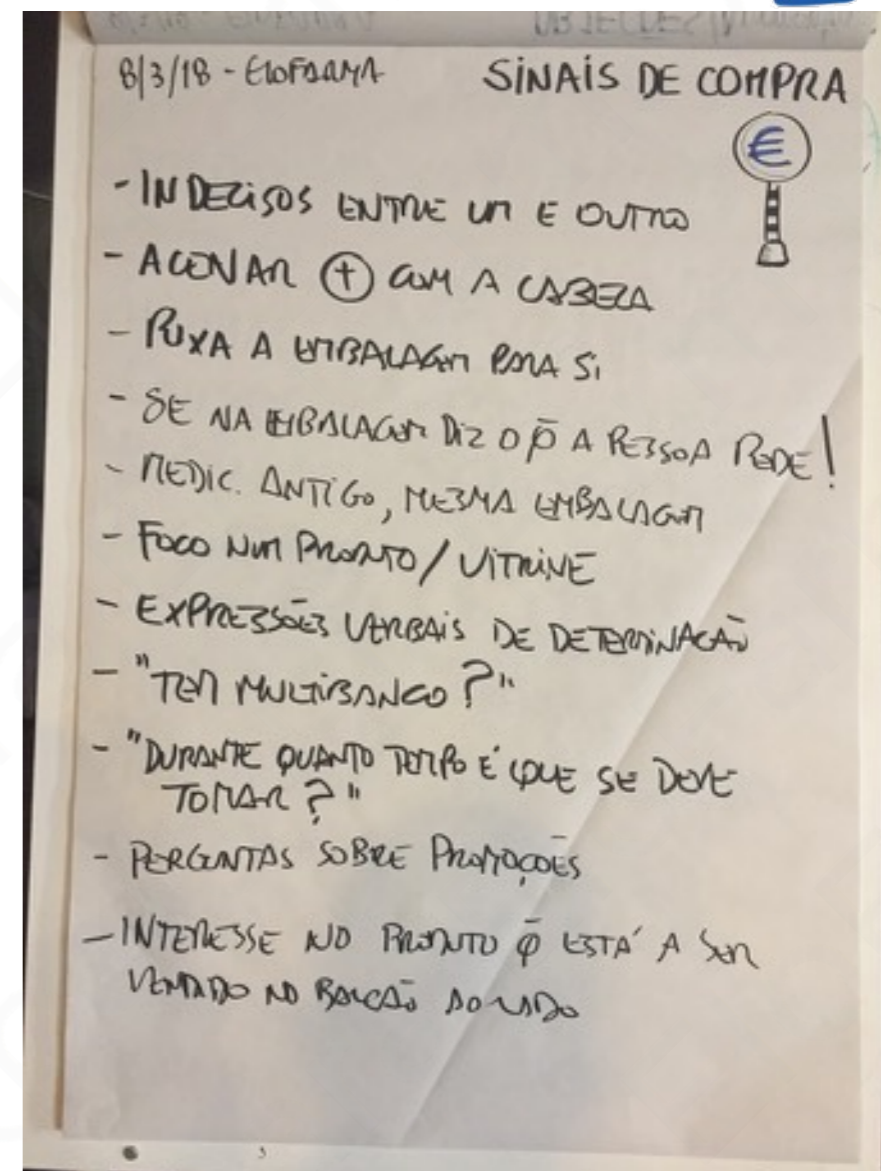 8/3/18 - ELOFARMA
SINAIS DE COMPRA
€
- INDECISOS ENTRE UM E OUTRO
- ACENAR + COM A CABEZA
- PUXA A EMBALAGEM PARA SI
- SE NA EMBALAGEM DIZ O P̄ A PESSOA PEDE!
- MEDIC. ANTIGO, MESMA EMBALAGEM
- FOCO NUM PRODUTO / VITRINE
- EXPRESSÕES VERBAIS DE DETERMINAÇÃO
- "TEM MULTIBANCO?"
- "DURANTE QUANTO TEMPO É QUE SE DEVE
TOMAR?"
- PERGUNTAS SOBRE PROMOÇÕES
- INTERESSE NO PRODUTO Q̄ ESTÁ A SER
VENDIDO NO BALCÃO AO LADO